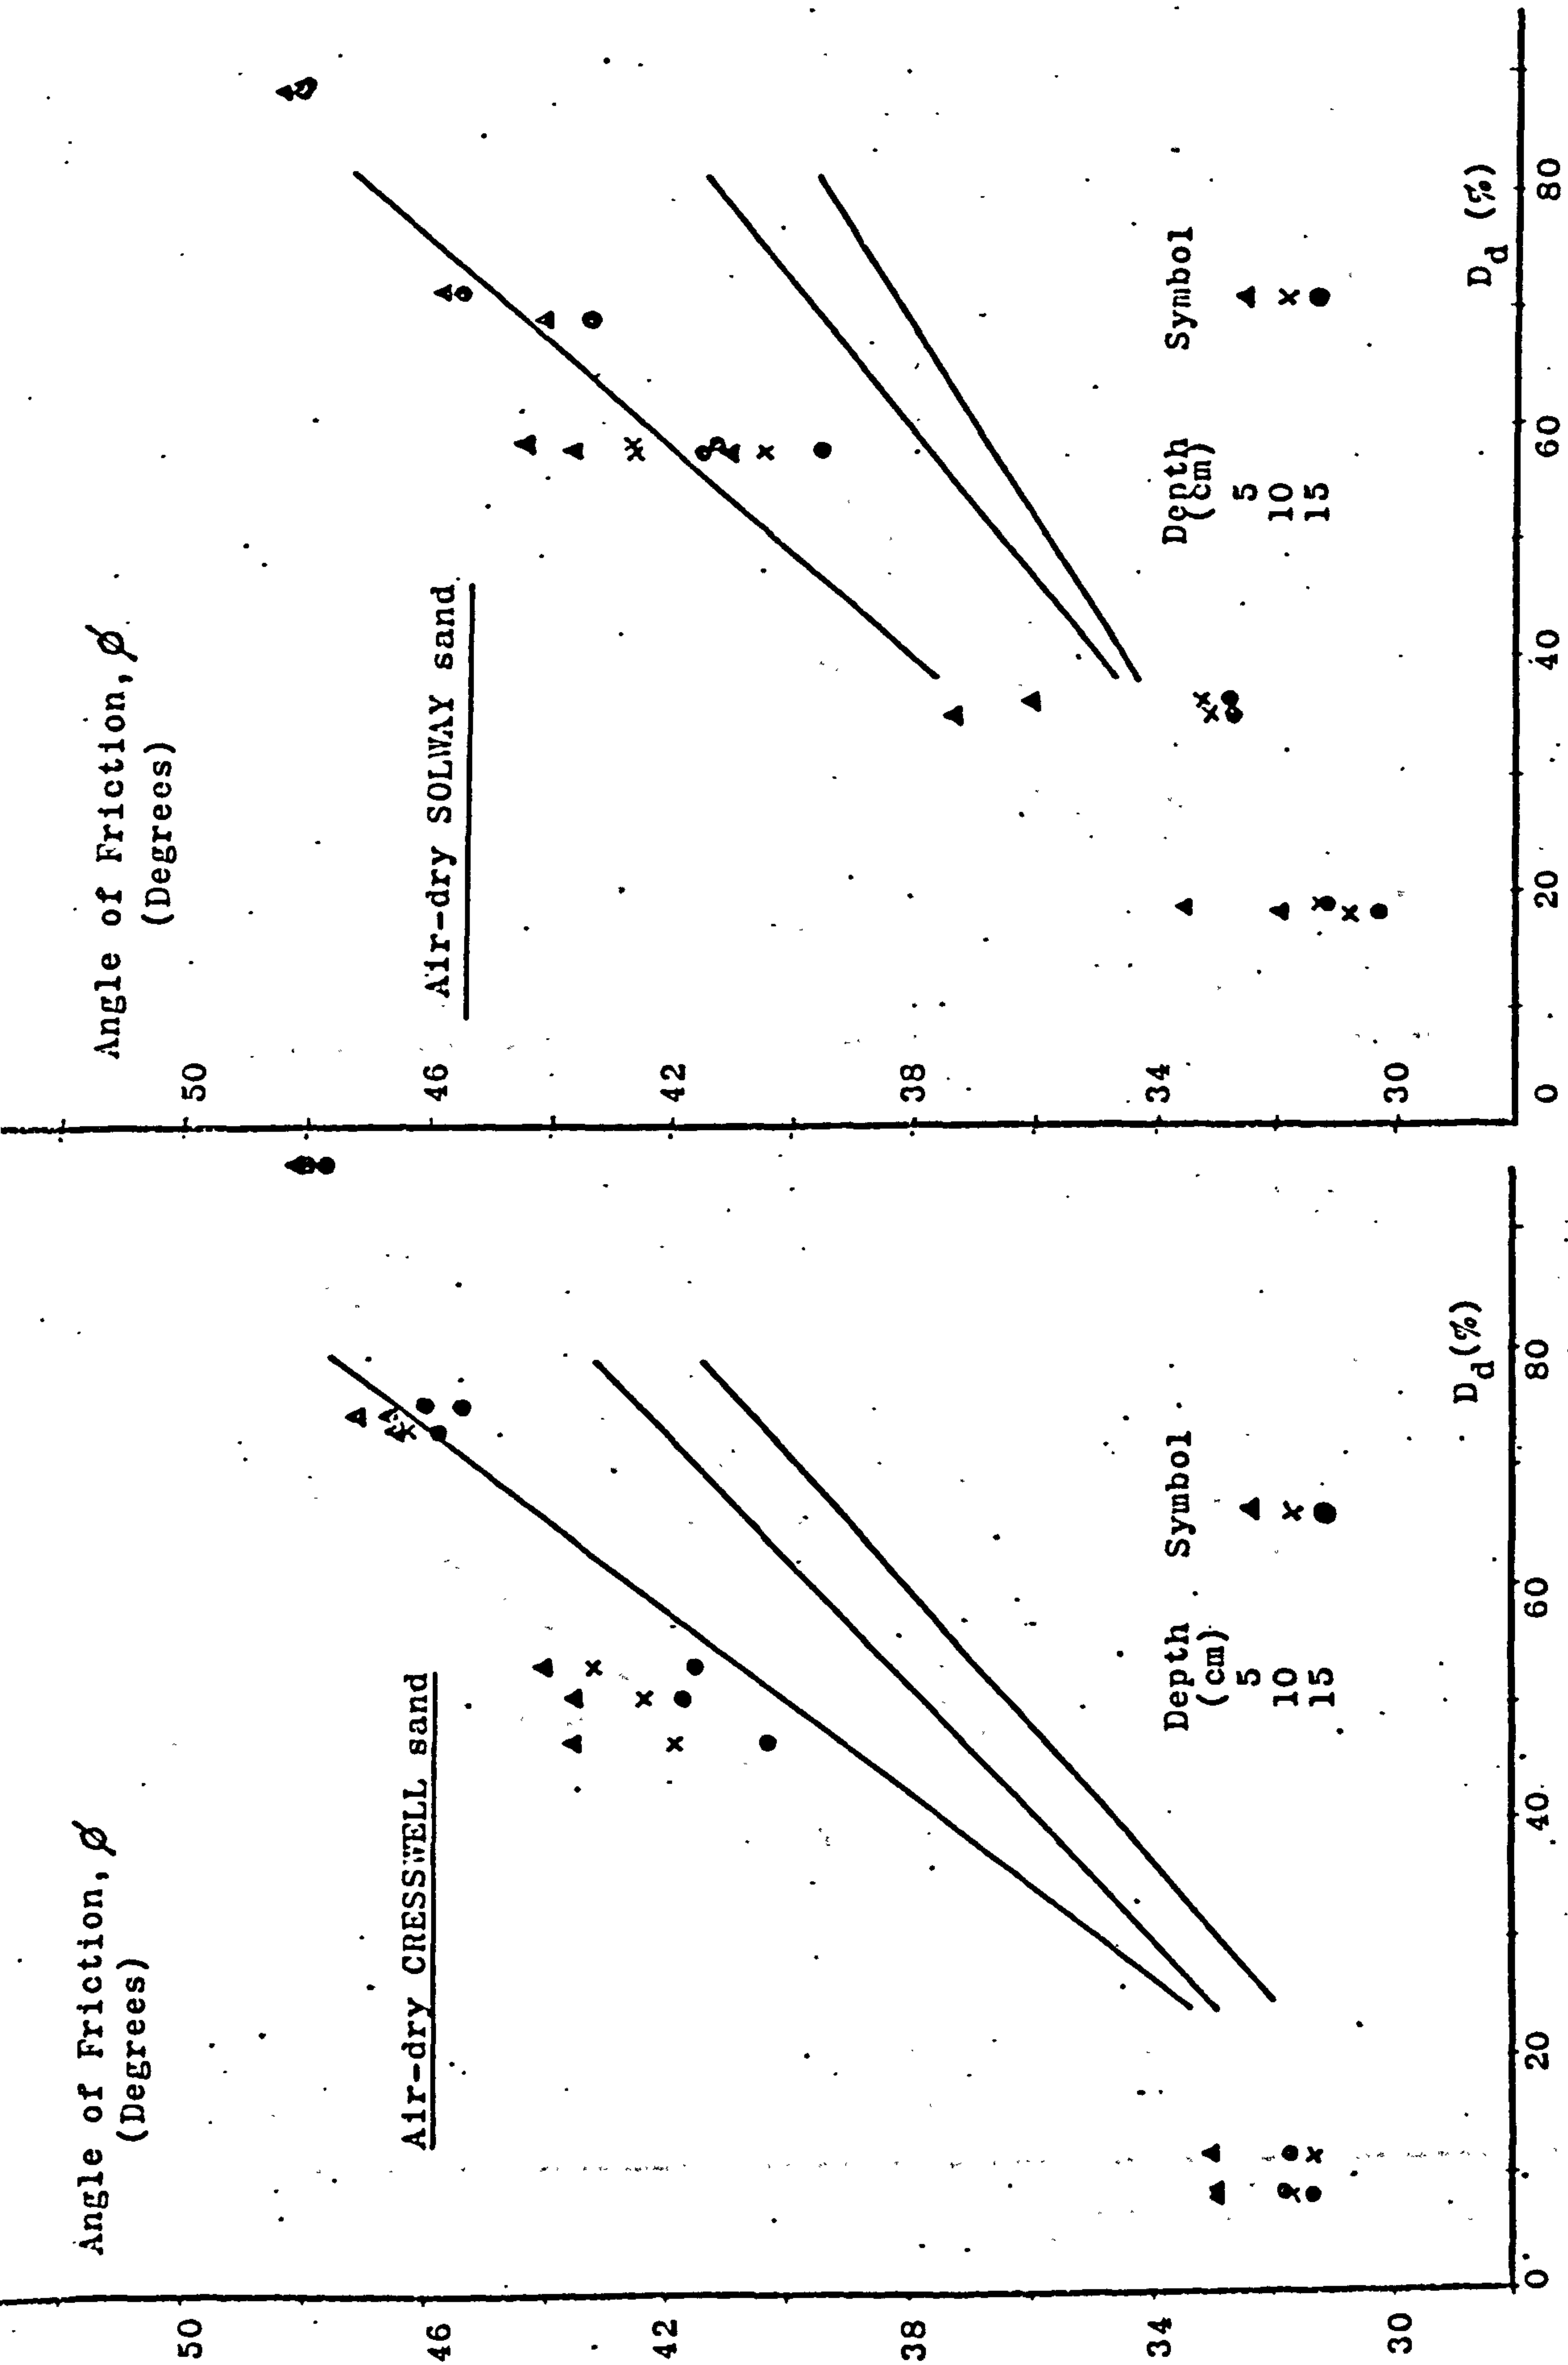 Angle of Friction, Ø
(Degrees)
Air-dry CRESSWELL sand
50
46
42
38
34
30
Depth Symbol
(cm)
5
10
15
D_d (%)
0 20 40 60 80
Angle of Friction, Ø
(Degrees)
Air-dry SOLWAY sand
50
46
42
38
34
30
Depth Symbol
(cm)
5
10
15
D_d (%)
0 20 40 60 80